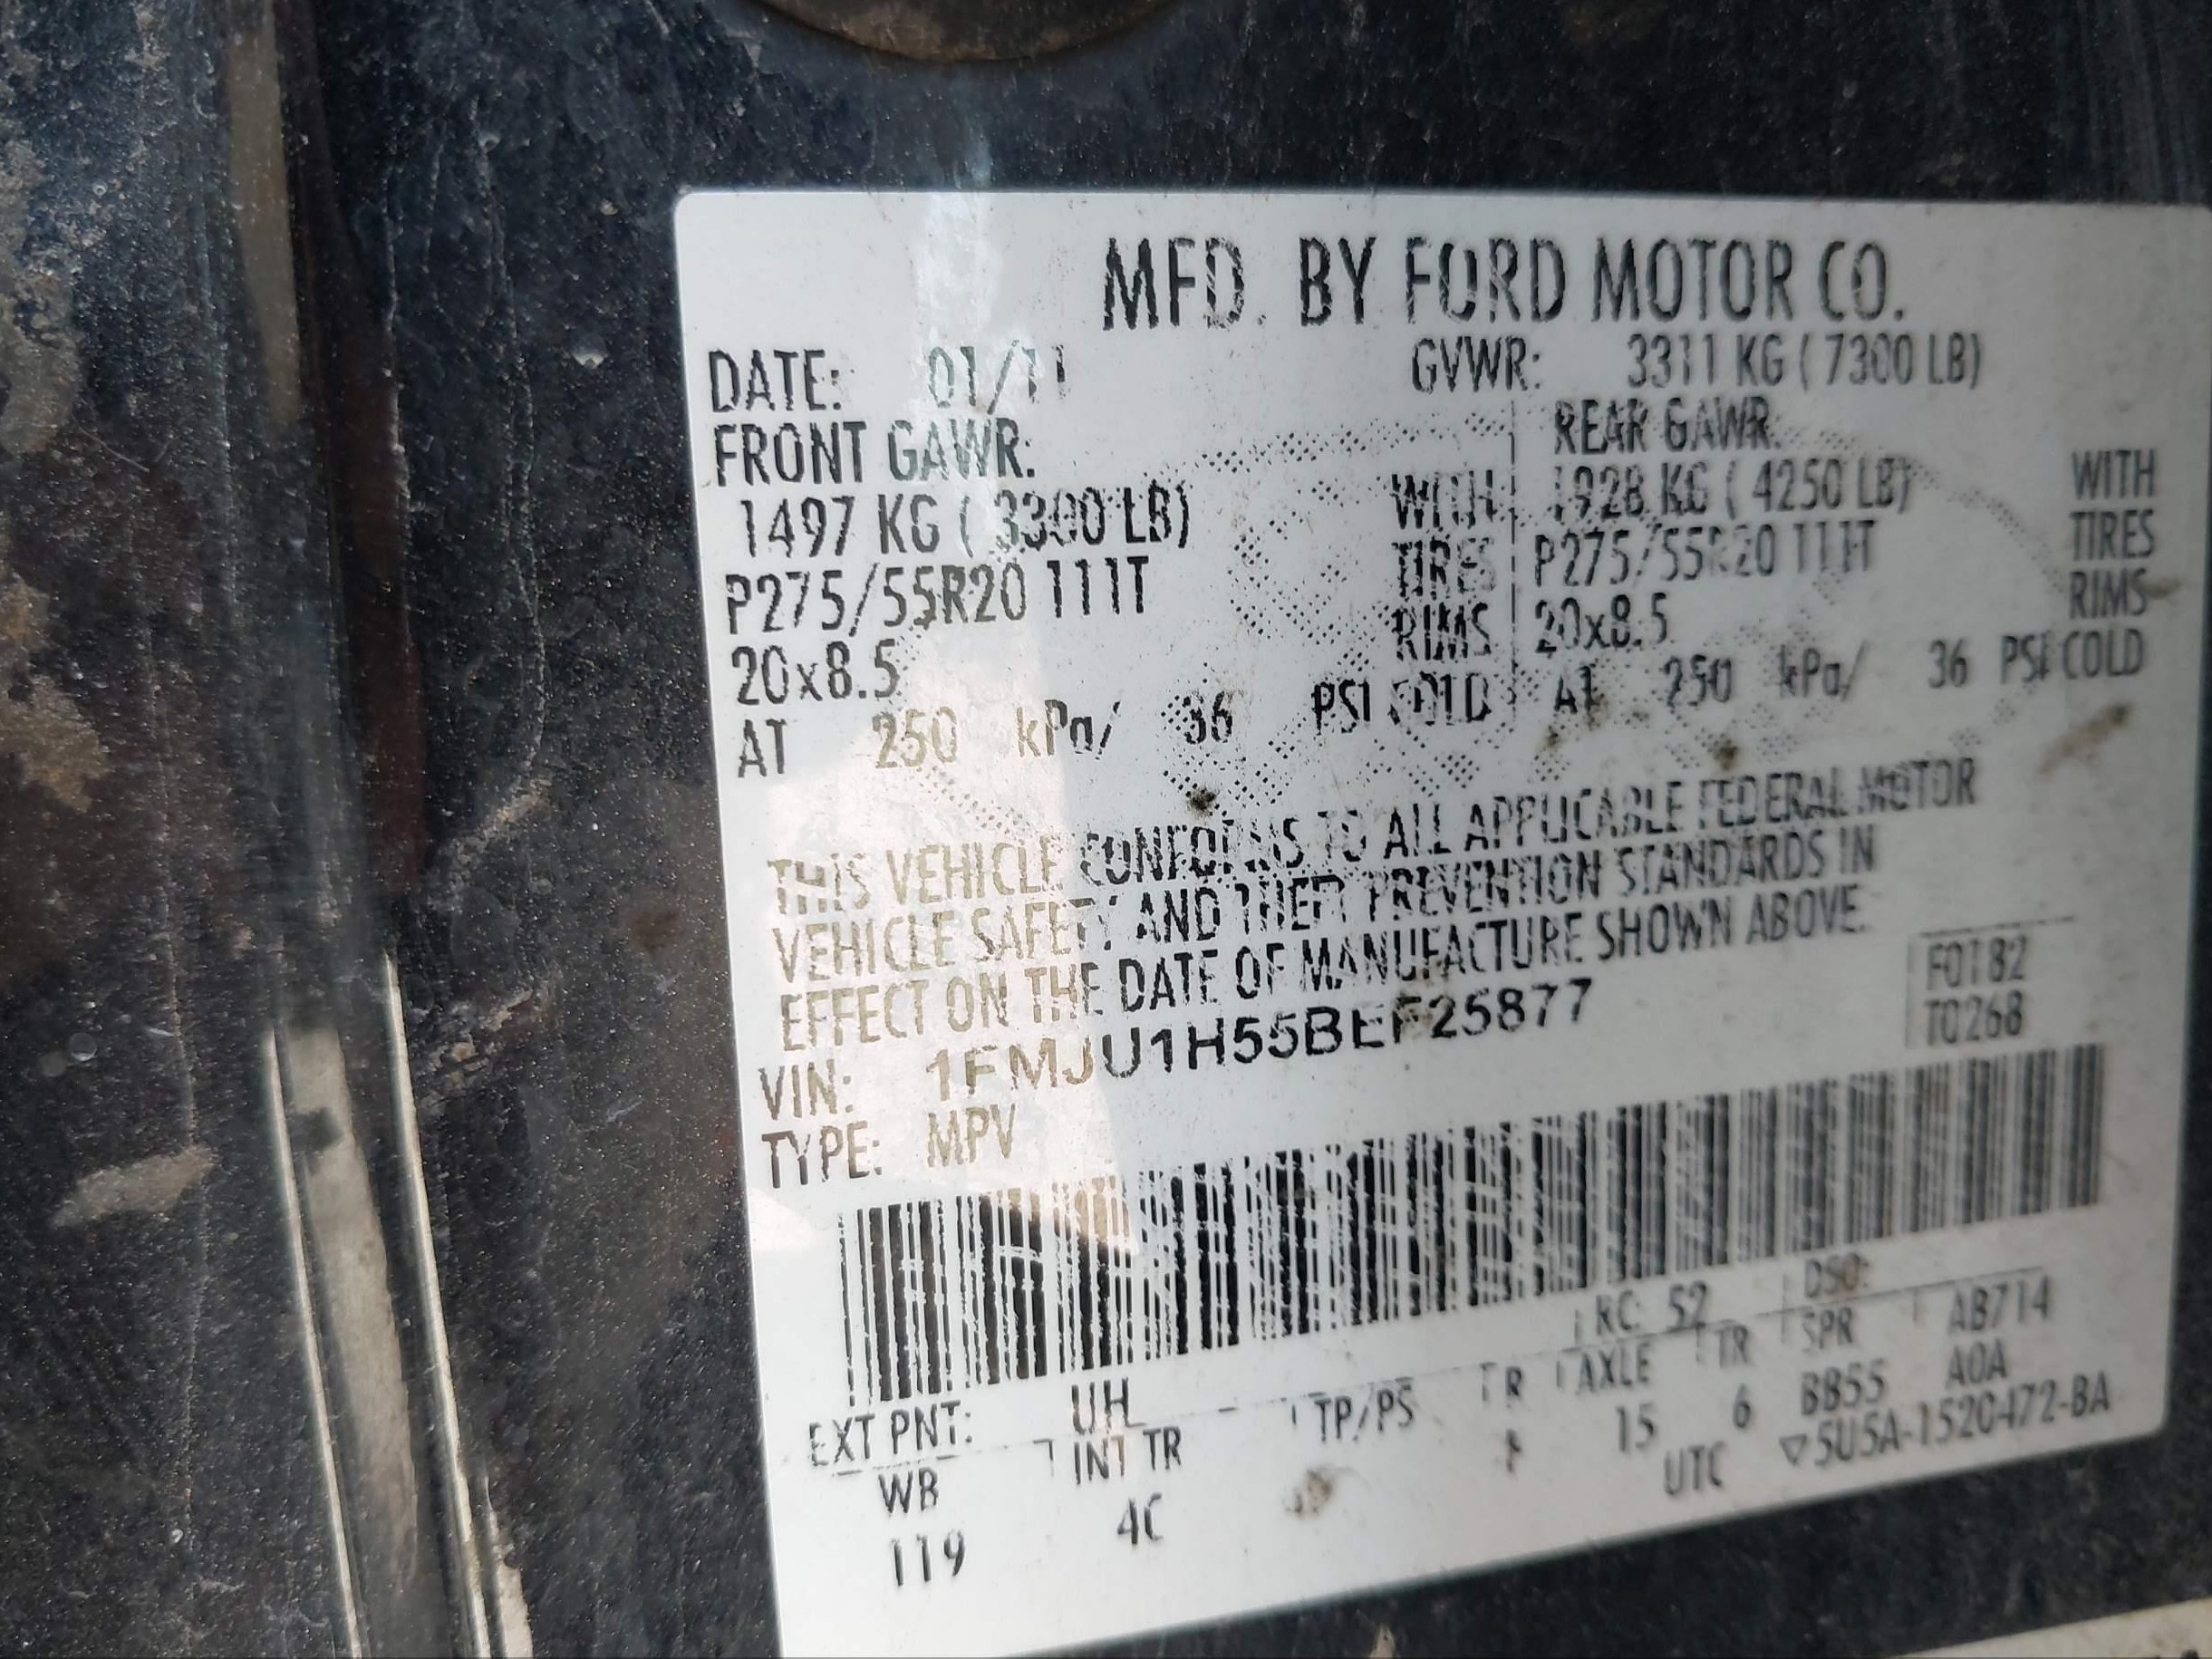 MFD. BY FORD MOTOR CO.
DATE: 01/11 GVWR: 3311 KG ( 7300 LB)
FRONT GAWR: REAR GAWR:
1497 KG ( 3300 LB) WITH 1928 KG ( 4250 LB) WITH
P275/55R20 111T TIRES P275/55R20 111T TIRES
20x8.5 RIMS 20x8.5 RIMS
AT 250 kPa/ 36 PSI COLD AT 250 kPa/ 36 PSI COLD
THIS VEHICLE CONFORMS TO ALL APPLICABLE FEDERAL MOTOR
VEHICLE SAFETY AND THEFT PREVENTION STANDARDS IN
EFFECT ON THE DATE OF MANUFACTURE SHOWN ABOVE.
VIN: 1FMJU1H55BEF25877
F0182
T0268
TYPE: MPV
EXT PNT: UH RC: 52 DSO:
WB INT TR TP/PS R AXLE TR SPR AB714
119 4C 15 6 BB55 A0A
UTC ▽5U5A-1520472-BA